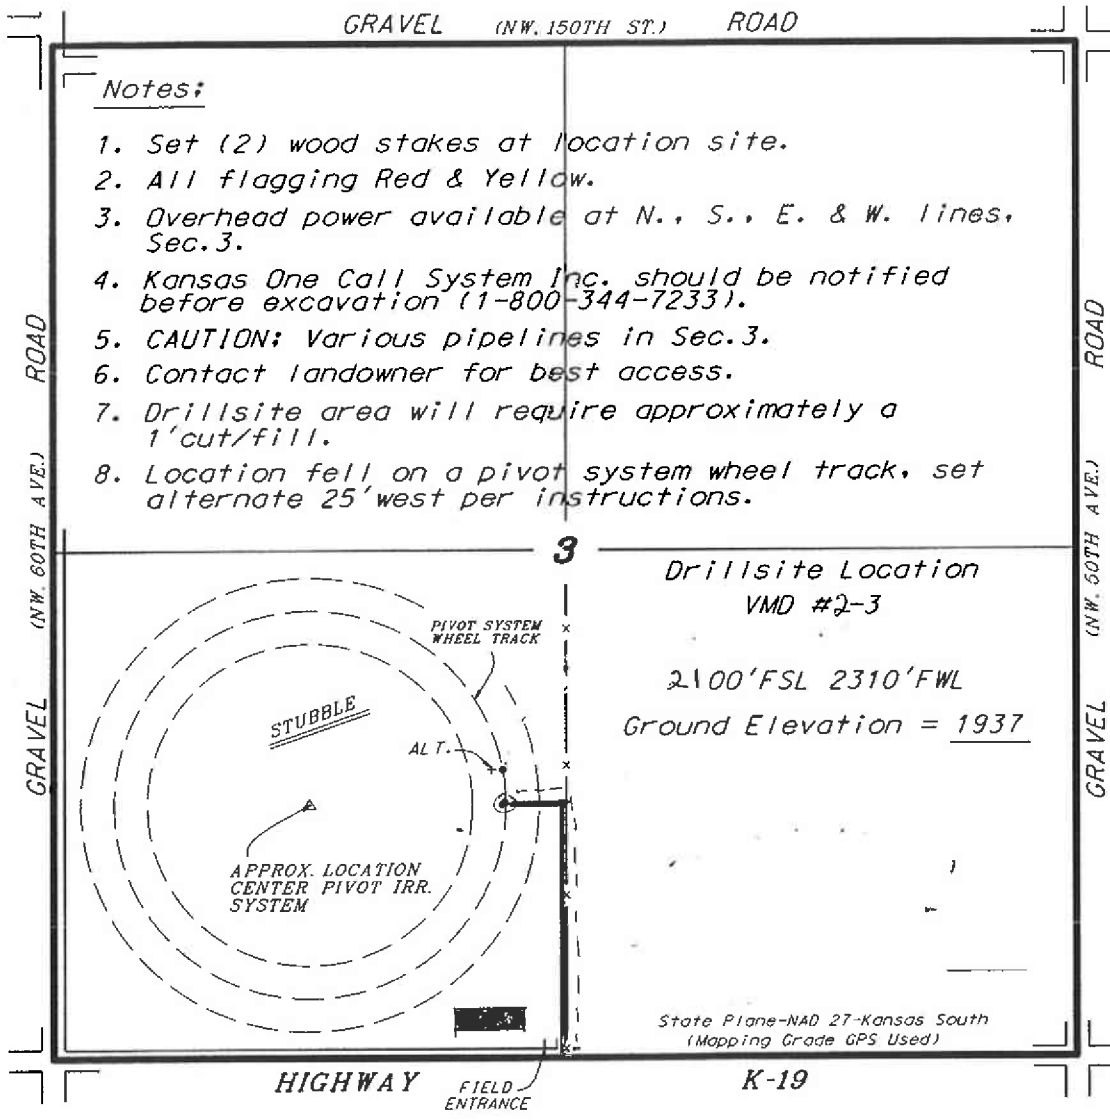 GRAVEL (NW. 150TH ST.) ROAD
Notes:
1. Set (2) wood stakes at location site.
2. All flagging Red & Yellow.
3. Overhead power available at N., S., E. & W. lines,
Sec. 3.
4. Kansas One Call System Inc. should be notified
before excavation (1-800-344-7233).
5. CAUTION: Various pipelines in Sec. 3.
6. Contact landowner for best access.
7. Drillsite area will require approximately a
1' cut/fill.
8. Location fell on a pivot system wheel track, set
alternate 25' west per instructions.
GRAVEL (NW. 60TH AVE.) ROAD
GRAVEL (NW. 50TH AVE.) ROAD
3
Drillsite Location
VMD #2-3
2100'FSL 2310'FWL
Ground Elevation = 1937
PIVOT SYSTEM
WHEEL TRACK
STUBBLE
ALT.
APPROX. LOCATION
CENTER PIVOT IRR.
SYSTEM
State Plane-NAD 27-Kansas South
(Mapping Grade GPS Used)
HIGHWAY K-19
FIELD
ENTRANCE